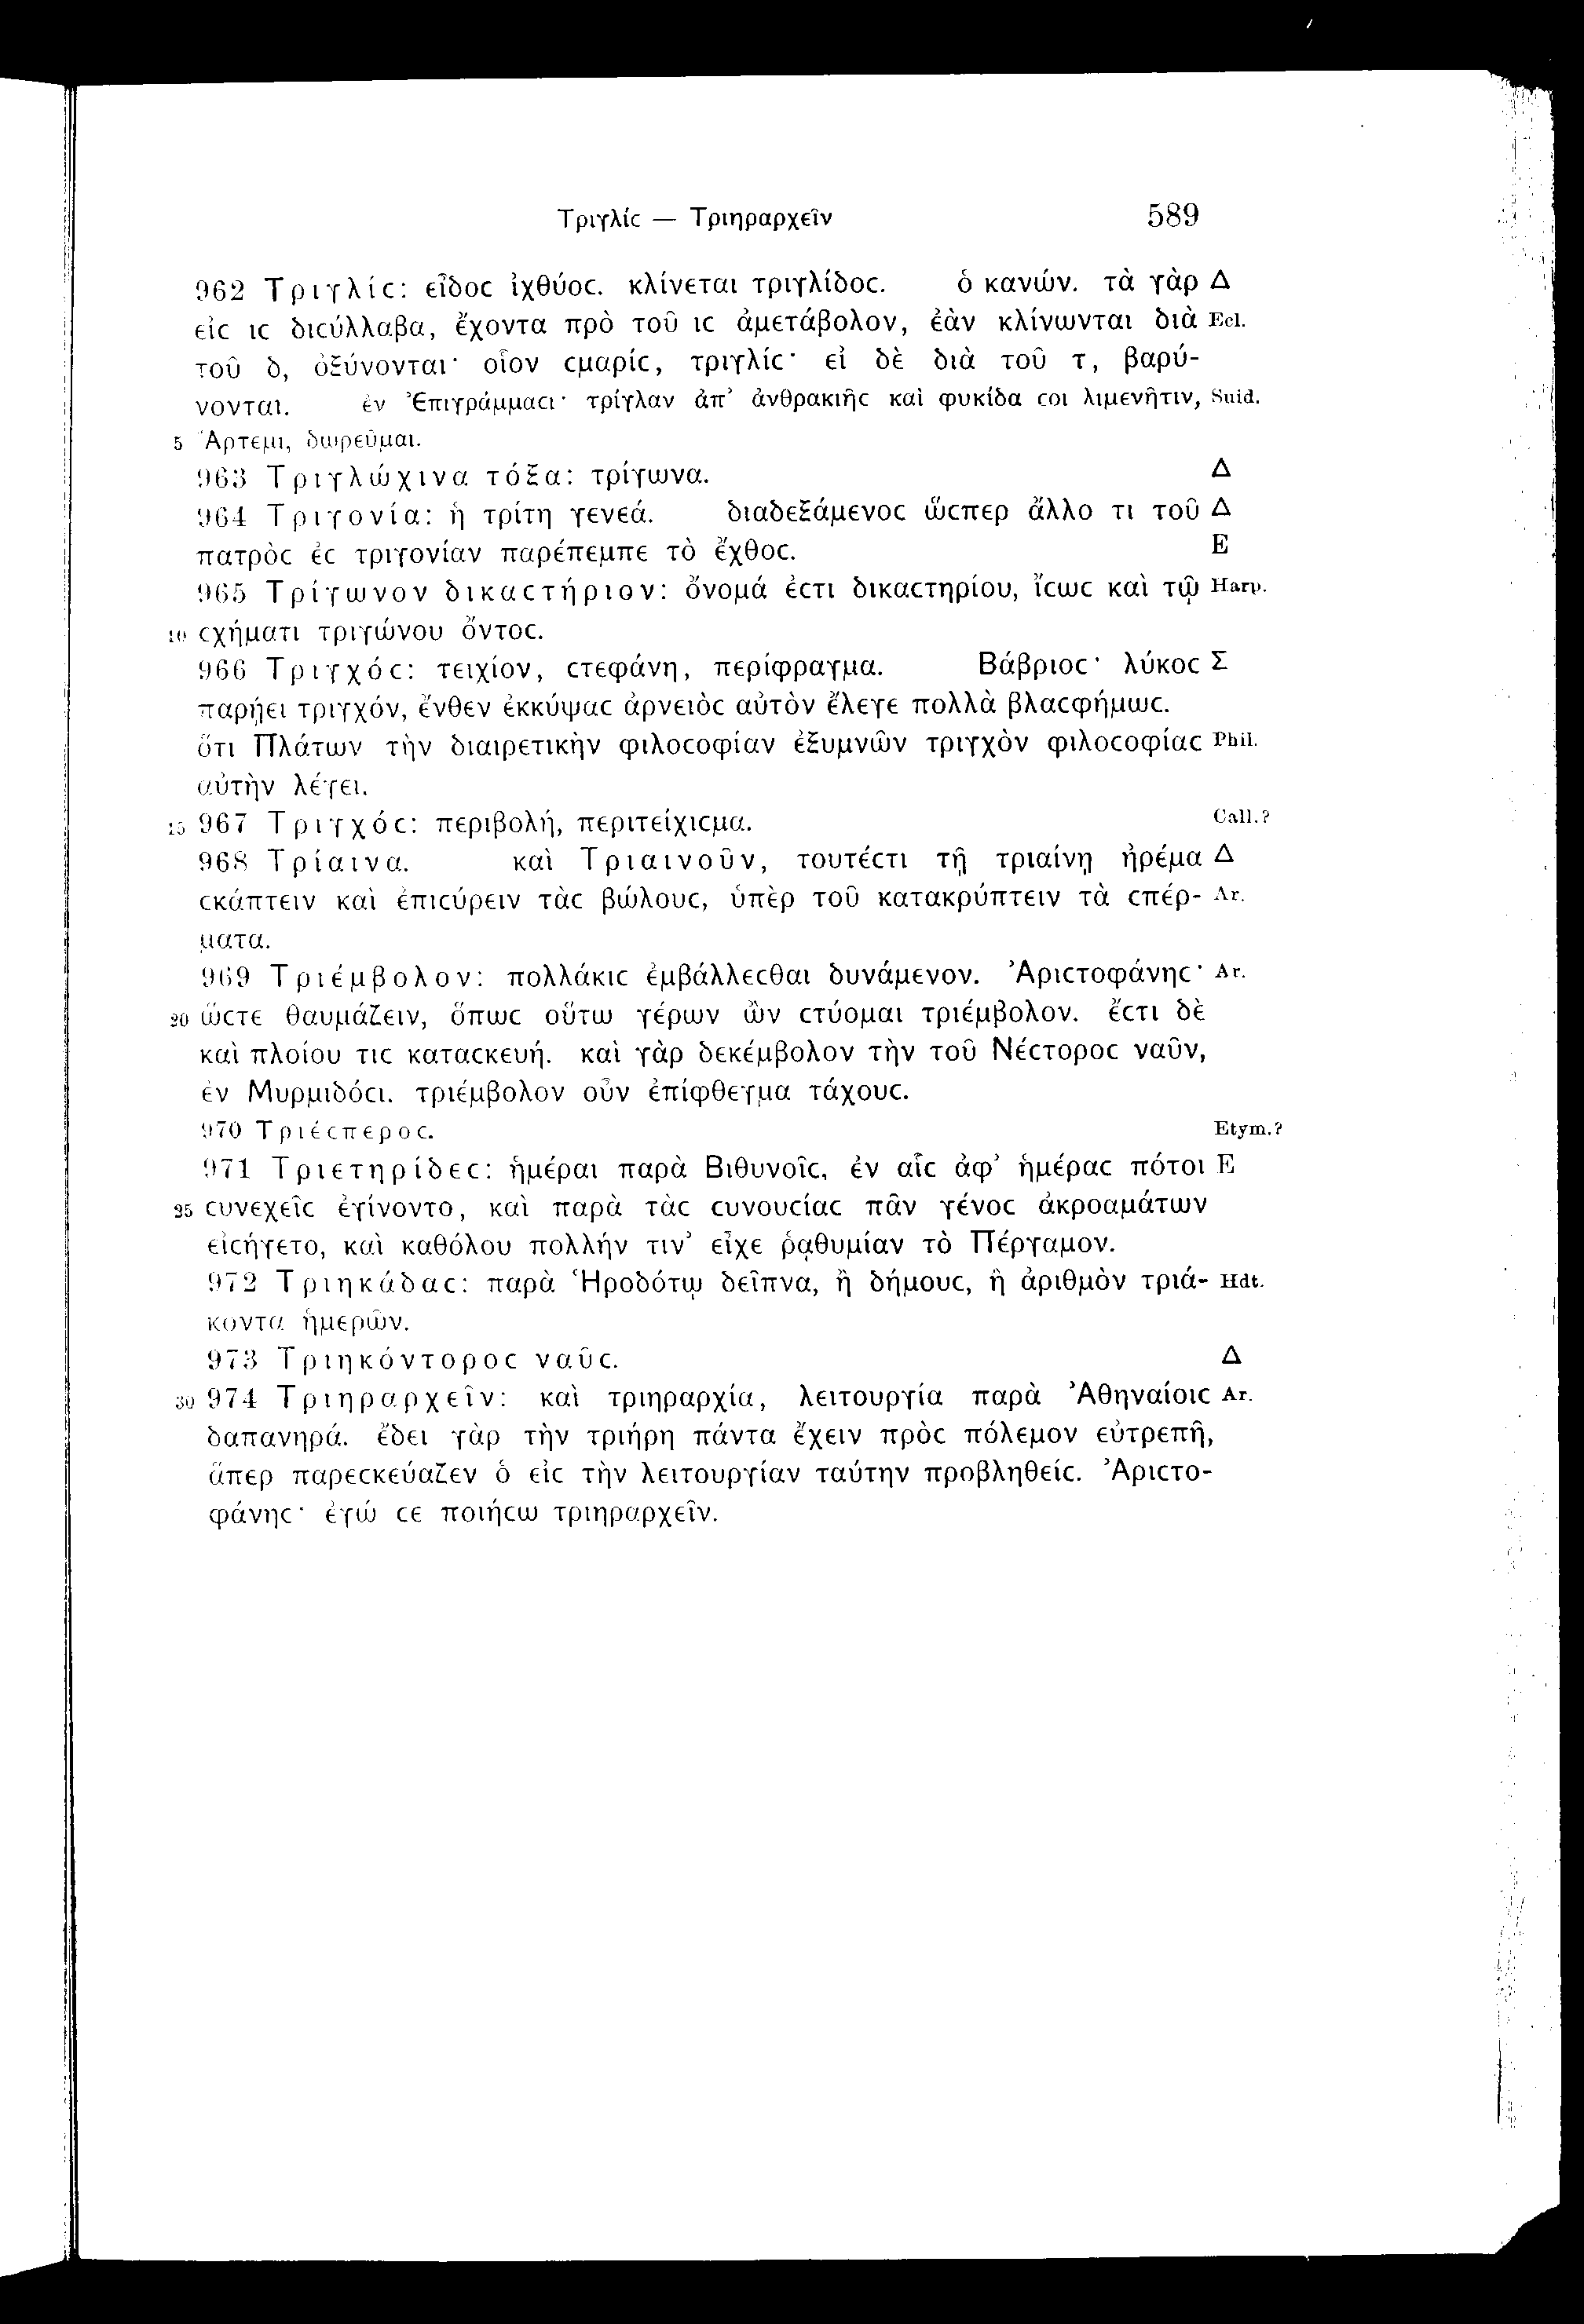 Τριγλίϲ — Τριηραρχεῖν 589
962 Τριγλίϲ: εἶδοϲ ἰχθύοϲ. κλίνεται τριγλίδοϲ. ὁ κανών. τὰ γὰρ Δ
εἰϲ ιϲ διϲύλλαβα, ἔχοντα πρὸ τοῦ ιϲ ἀμετάβολον, ἐὰν κλίνωνται διὰ Ecl.
τοῦ δ, ὀξύνονται· οἷον ϲμαρίϲ, τριγλίϲ· εἰ δὲ διὰ τοῦ τ, βαρύ-
νονται. ἐν Ἐπιγράμμαϲι· τρίγλαν ἀπ’ ἀνθρακιῆϲ καὶ φυκίδα ϲοι λιμενῆτιν, Suid.
5 Ἄρτεμι, δωρεῦμαι.
963 Τριγλώχινα τόξα: τρίγωνα. Δ
964 Τριγονία: ἡ τρίτη γενεά. διαδεξάμενοϲ ὥϲπερ ἄλλο τι τοῦ Δ
πατρὸϲ ἐϲ τριγονίαν παρέπεμπε τὸ ἔχθοϲ. E
965 Τρίγωνον δικαϲτήριον: ὄνομά ἐϲτι δικαϲτηρίου, ἴϲωϲ καὶ τῷ Harp.
10 ϲχήματι τριγώνου ὄντοϲ.
966 Τριγχόϲ: τειχίον, ϲτεφάνη, περίφραγμα. Βάβριοϲ· λύκοϲ Σ
παρῄει τριγχόν, ἔνθεν ἐκκύψαϲ ἀρνειὸϲ αὐτὸν ἔλεγε πολλὰ βλαϲφήμωϲ.
ὅτι Πλάτων τὴν διαιρετικὴν φιλοϲοφίαν ἐξυμνῶν τριγχὸν φιλοϲοφίαϲ Phil.
αὐτὴν λέγει.
15 967 Τριγχόϲ: περιβολή, περιτείχιϲμα. Call.?
968 Τρίαινα. καὶ Τριαινοῦν, τουτέϲτι τῇ τριαίνῃ ἠρέμα Δ
ϲκάπτειν καὶ ἐπιϲύρειν τὰϲ βώλουϲ, ὑπὲρ τοῦ κατακρύπτειν τὰ ϲπέρ- Ar.
ματα.
969 Τριέμβολον: πολλάκιϲ ἐμβάλλεϲθαι δυνάμενον. Ἀριϲτοφάνηϲ· Ar.
20 ὥϲτε θαυμάζειν, ὅπωϲ οὕτω γέρων ὢν ϲτύομαι τριέμβολον. ἔϲτι δὲ
καὶ πλοίου τιϲ καταϲκευή. καὶ γὰρ δεκέμβολον τὴν τοῦ Νέϲτοροϲ ναῦν,
ἐν Μυρμιδόϲι. τριέμβολον οὖν ἐπίφθεγμα τάχουϲ.
970 Τριέϲπεροϲ. Etym.?
971 Τριετηρίδεϲ: ἡμέραι παρὰ Βιθυνοῖϲ, ἐν αἷϲ ἀφ’ ἡμέραϲ πότοι E
25 ϲυνεχεῖϲ ἐγίνοντο, καὶ παρὰ τὰϲ ϲυνουϲίαϲ πᾶν γένοϲ ἀκροαμάτων
εἰϲήγετο, καὶ καθόλου πολλήν τιν’ εἶχε ῥᾳθυμίαν τὸ Πέργαμον.
972 Τριηκάδαϲ: παρὰ Ἡροδότῳ δεῖπνα, ἢ δήμουϲ, ἢ ἀριθμὸν τριά- Hdt.
κοντα ἡμερῶν.
973 Τριηκόντοροϲ ναῦϲ. Δ
30 974 Τριηραρχεῖν: καὶ τριηραρχία, λειτουργία παρὰ Ἀθηναίοιϲ Ar.
δαπανηρά. ἔδει γὰρ τὴν τριήρη πάντα ἔχειν πρὸϲ πόλεμον εὐτρεπῆ,
ἅπερ παρεϲκεύαζεν ὁ εἰϲ τὴν λειτουργίαν ταύτην προβληθείϲ. Ἀριϲτο-
φάνηϲ· ἐγώ ϲε ποιήϲω τριηραρχεῖν.